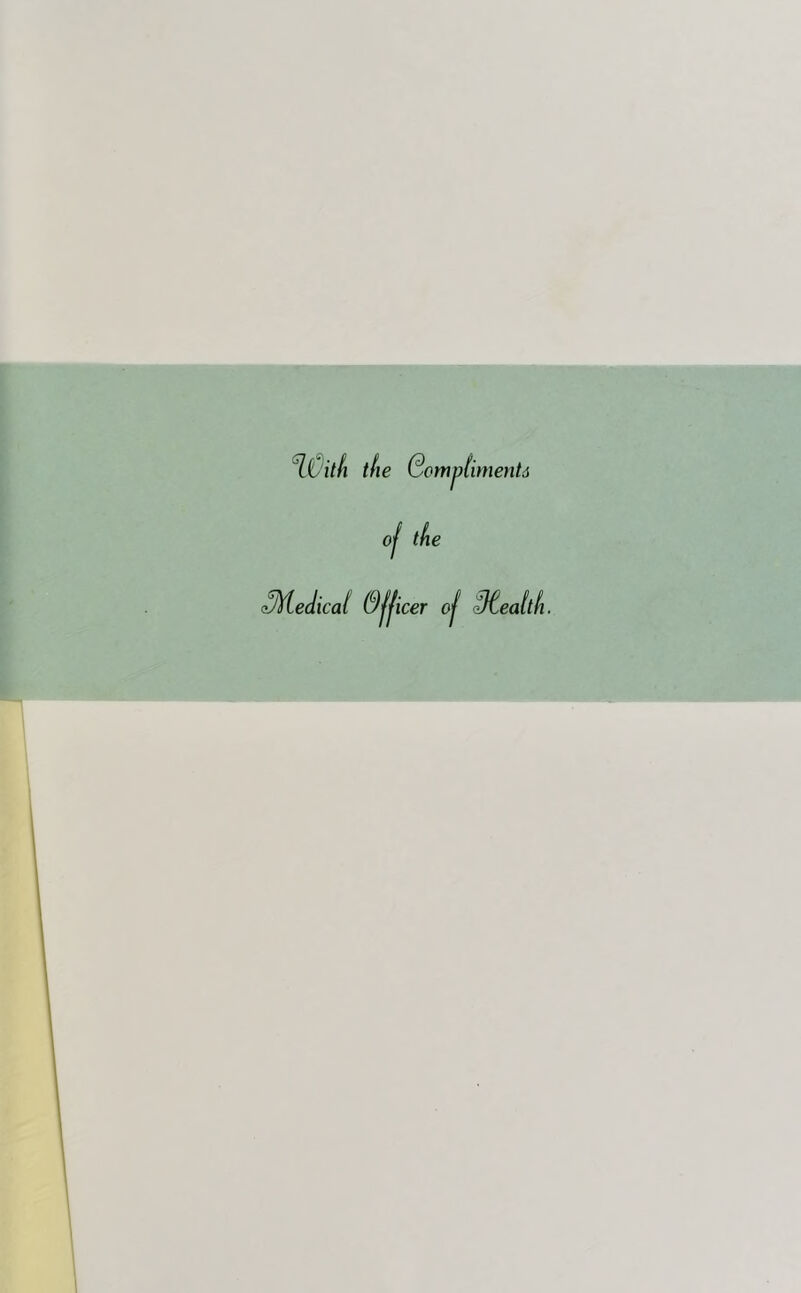 With the Compliments
of the
Medical Officer of Health.